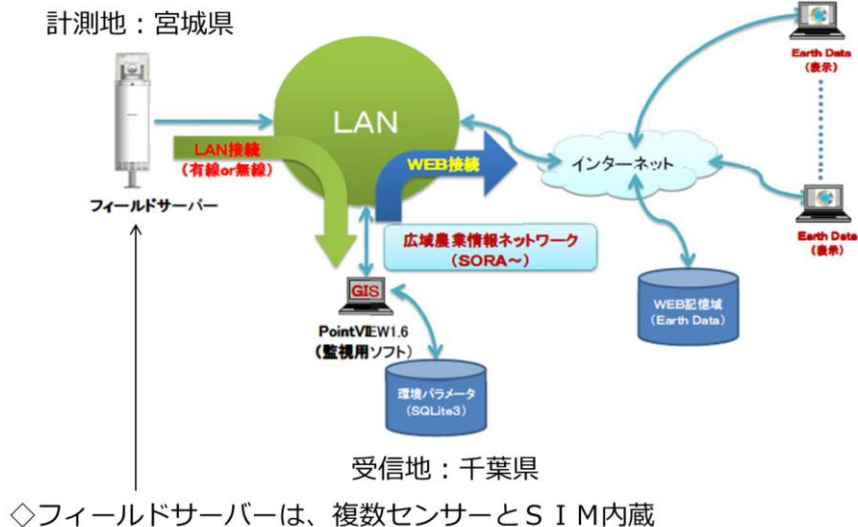 計測地：宮城県
Earth Data
(表示)
LAN
LAN接続
(有線or無線)
WEB接続
インターネット
フィールドサーバー
Earth Data
(表示)
広域農業情報ネットワーク
(SORA～)
GIS
PointVIEW1.6
(監視用ソフト)
WEB記憶域
(Earth Data)
環境パラメータ
(SQLite3)
受信地：千葉県
◇フィールドサーバーは、複数センサーとＳＩＭ内蔵